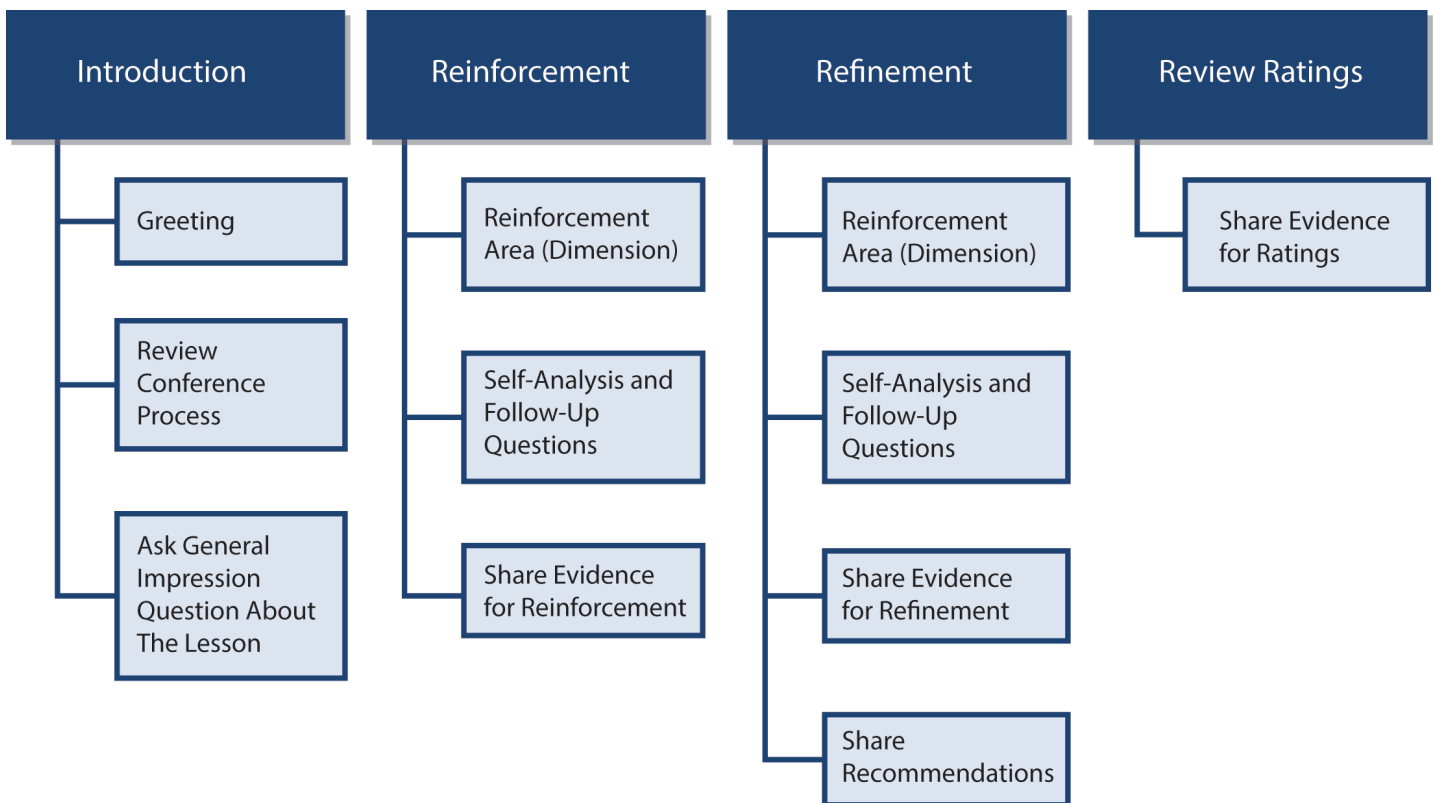 Introduction
Greeting
Review
Conference
Process
Ask General
Impression
Question About
The Lesson
Reinforcement
Reinforcement
Area (Dimension)
Self-Analysis and
Follow-Up
Questions
Share Evidence
for Reinforcement
Refinement
Reinforcement
Area (Dimension)
Self-Analysis and
Follow-Up
Questions
Share Evidence
for Refinement
Share
Recommendations
Review Ratings
Share Evidence
for Ratings